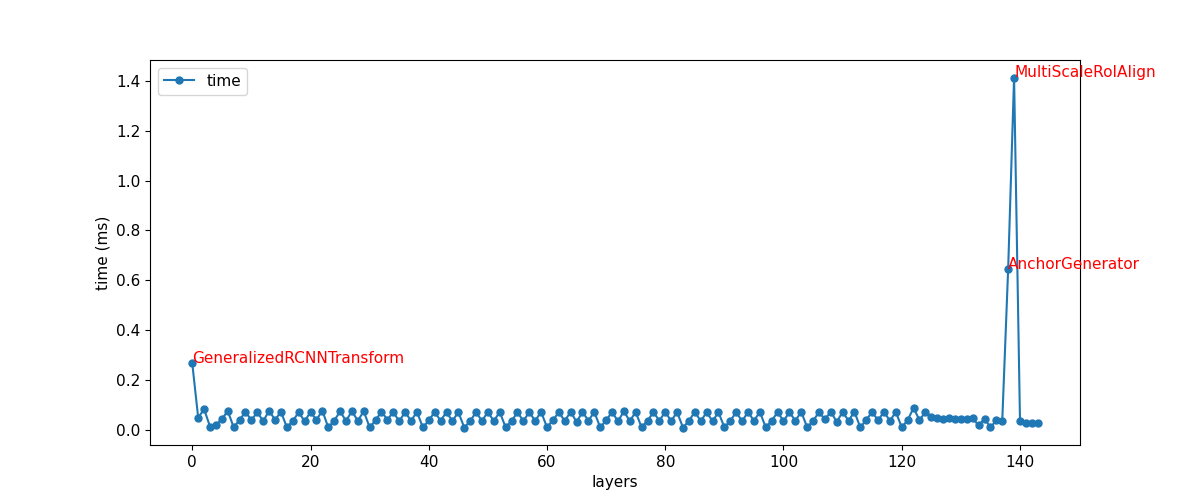 time
MultiScaleRoIAlign
AnchorGenerator
GeneralizedRCNNTransform
time (ms)
1.4
1.2
1.0
0.8
0.6
0.4
0.2
0.0
0 20 40 60 80 100 120 140
layers